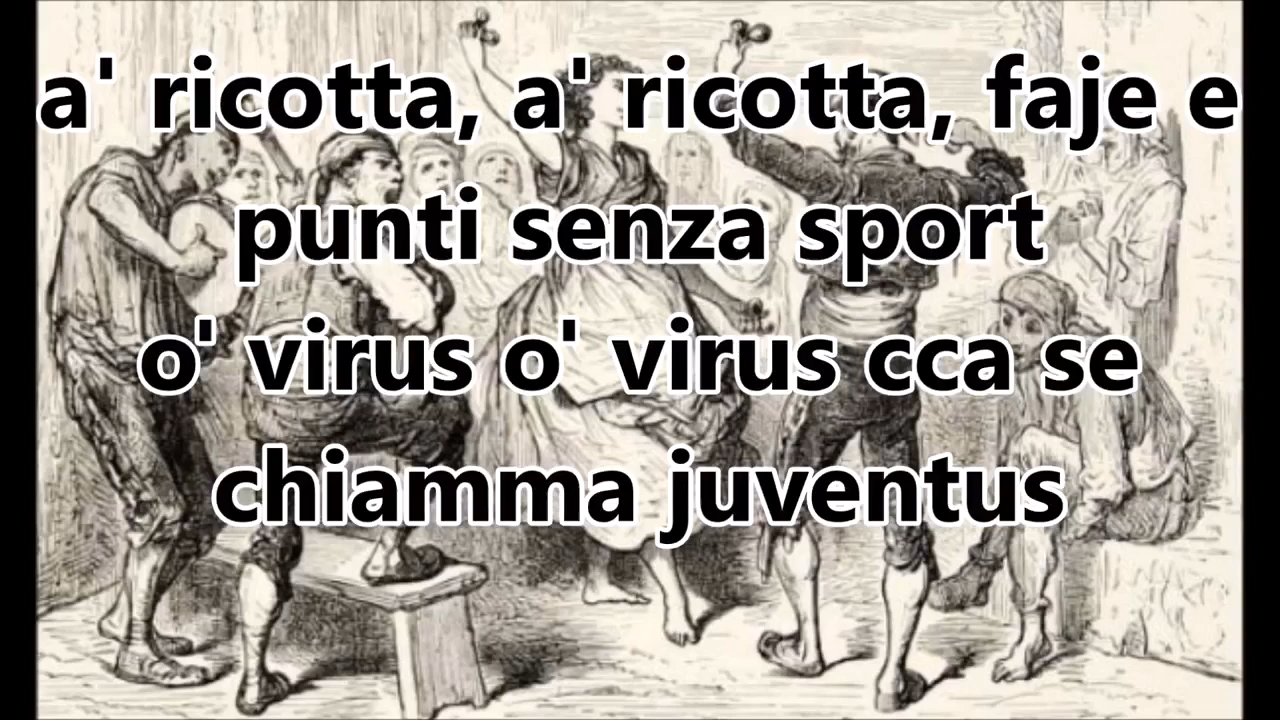 a' ricotta, a' ricotta, faje e
punti senza sport
o' virus o' virus cca se
chiamma juventus